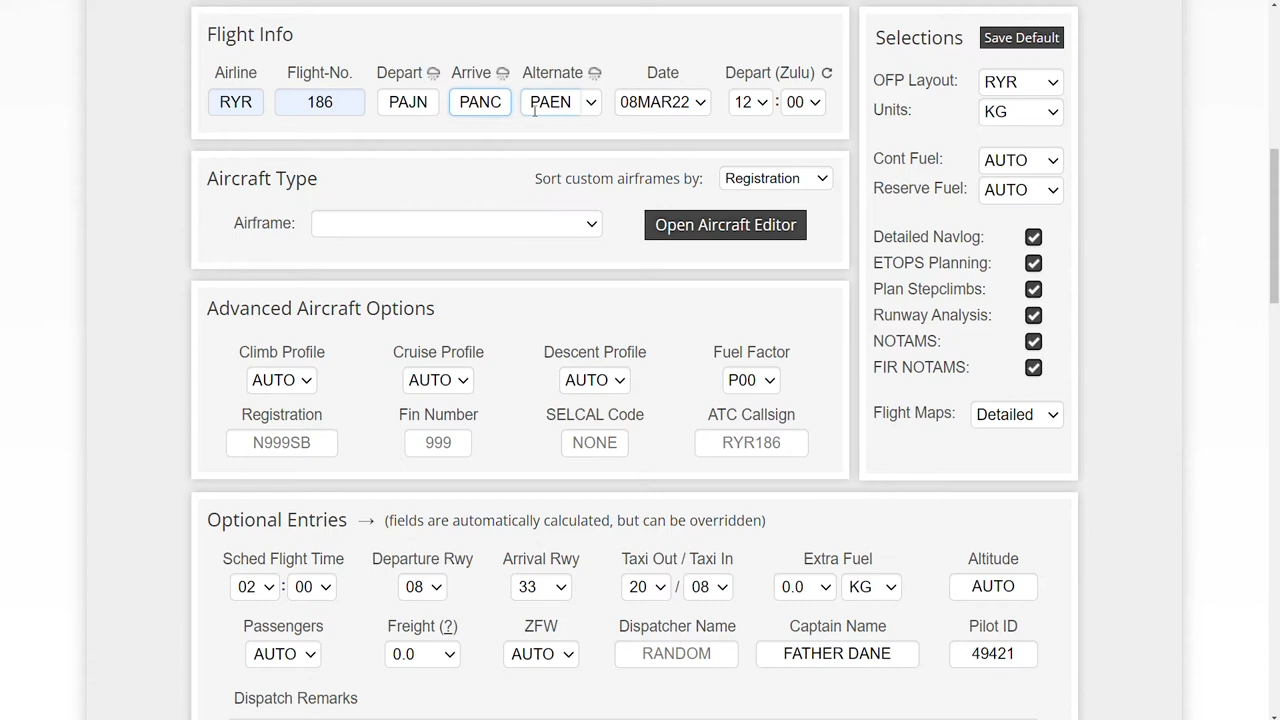 Flight Info
Airline Flight-No. Depart Arrive Alternate Date Depart (Zulu)
RYR 186 PAJN PANC PAEN 08MAR22 12 : 00
Selections Save Default
OFP Layout: RYR
Units: KG
Cont Fuel: AUTO
Reserve Fuel: AUTO
Detailed Navlog:
ETOPS Planning:
Plan Stepclimbs:
Runway Analysis:
NOTAMS:
FIR NOTAMS:
Flight Maps: Detailed
Aircraft Type Sort custom airframes by: Registration
Airframe: Open Aircraft Editor
Advanced Aircraft Options
Climb Profile Cruise Profile Descent Profile Fuel Factor
AUTO AUTO AUTO P00
Registration Fin Number SELCAL Code ATC Callsign
N999SB 999 NONE RYR186
Optional Entries → (fields are automatically calculated, but can be overridden)
Sched Flight Time Departure Rwy Arrival Rwy Taxi Out / Taxi In Extra Fuel Altitude
02 : 00 08 33 20 / 08 0.0 KG AUTO
Passengers Freight (?) ZFW Dispatcher Name Captain Name Pilot ID
AUTO 0.0 AUTO RANDOM FATHER DANE 49421
Dispatch Remarks